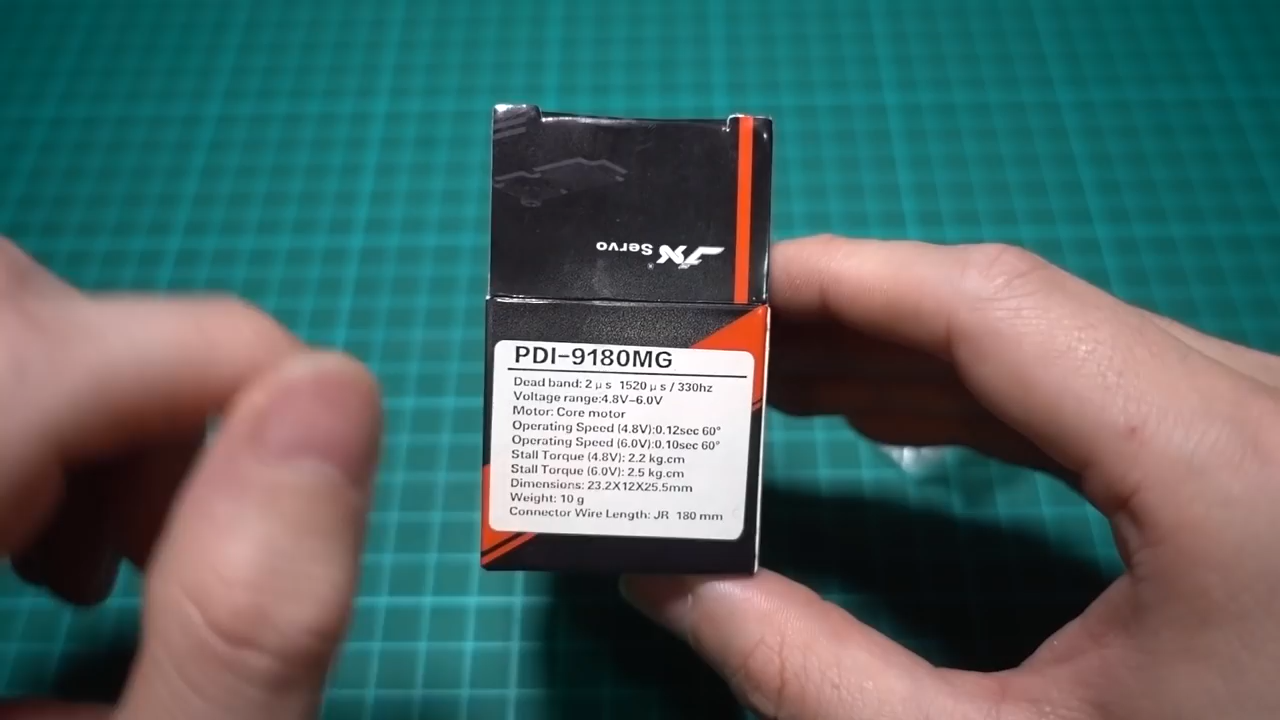 JX Servo
PDI-9180MG
Dead band: 2μs 1520μs / 330hz
Voltage range:4.8V-6.0V
Motor: Core motor
Operating Speed (4.8V):0.12sec 60°
Operating Speed (6.0V):0.10sec 60°
Stall Torque (4.8V): 2.2 kg.cm
Stall Torque (6.0V): 2.5 kg.cm
Dimensions: 23.2X12X25.5mm
Weight: 10 g
Connector Wire Length: JR 180 mm